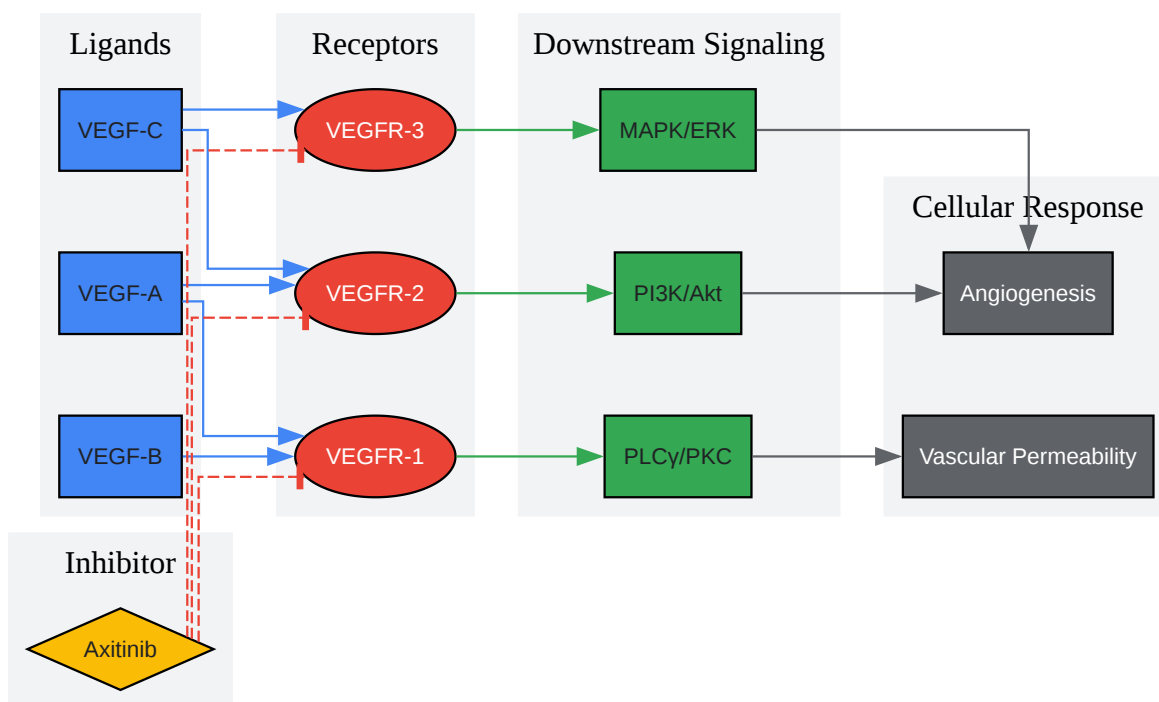 Ligands
Receptors
Downstream Signaling
VEGF-C
VEGFR-3
MAPK/ERK
Cellular Response
VEGF-A
VEGFR-2
PI3K/Akt
Angiogenesis
VEGF-B
VEGFR-1
PLCγ/PKC
Vascular Permeability
Inhibitor
Axitinib